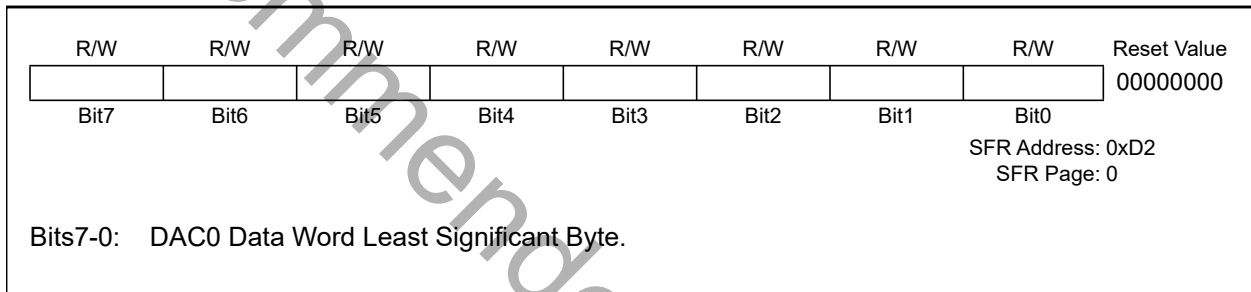 R/W R/W R/W R/W R/W R/W R/W R/W Reset Value
00000000
Bit7 Bit6 Bit5 Bit4 Bit3 Bit2 Bit1 Bit0
SFR Address: 0xD2
SFR Page: 0
Bits7-0: DAC0 Data Word Least Significant Byte.